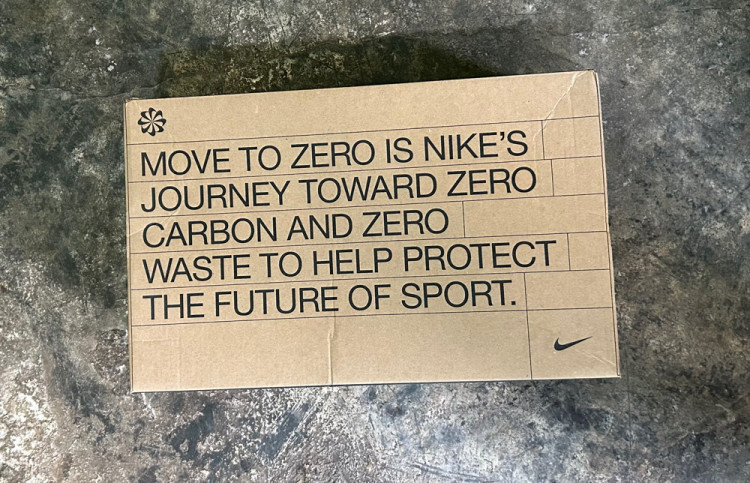 MOVE TO ZERO IS NIKE'S
JOURNEY TOWARD ZERO
CARBON AND ZERO
WASTE TO HELP PROTECT
THE FUTURE OF SPORT.